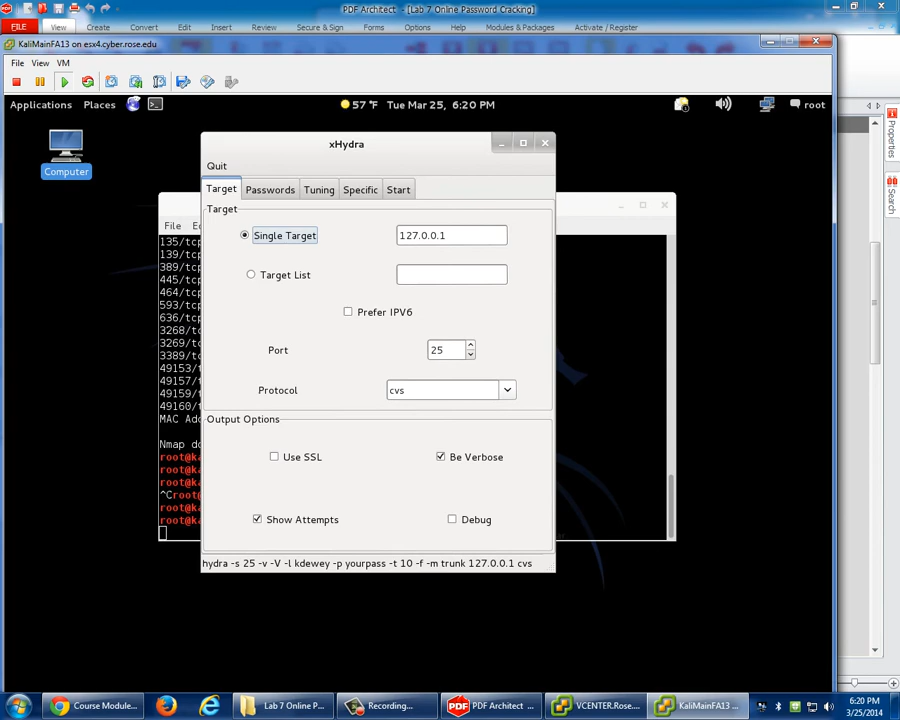 PDF Architect - [Lab 7 Online Password Cracking]
FILE View Create Convert Edit Insert Review Secure & Sign Forms Options Modules & Packages Activate / Register
KaliMainFA13 on esx4.cyber.rose.edu
File View VM
Applications Places 57 °F Tue Mar 25, 6:20 PM root
Computer
xHydra
Quit
Target Passwords Tuning Specific Start
Target
Single Target 127.0.0.1
Target List
Prefer IPV6
Port 25
Protocol cvs
Output Options
Use SSL Be Verbose
Show Attempts Debug
hydra -s 25 -v -V -l kdewey -p yourpass -t 10 -f -m trunk 127.0.0.1 cvs
File
135/tcp
139/tcp
389/tcp
445/tcp
464/tcp
593/tcp
636/tcp
3268/t
3269/t
3389/t
49153/
49157/
49159/
49160/
MAC Add
Nmap do
root@ka
root@ka
root@ka
^Croot@
root@ka
root@ka
Properties
Search
Course Module... Lab 7 Online P... Recording... PDF Architect ... VCENTER.Rose.... KaliMainFA13 ... 6:20 PM
3/25/2014